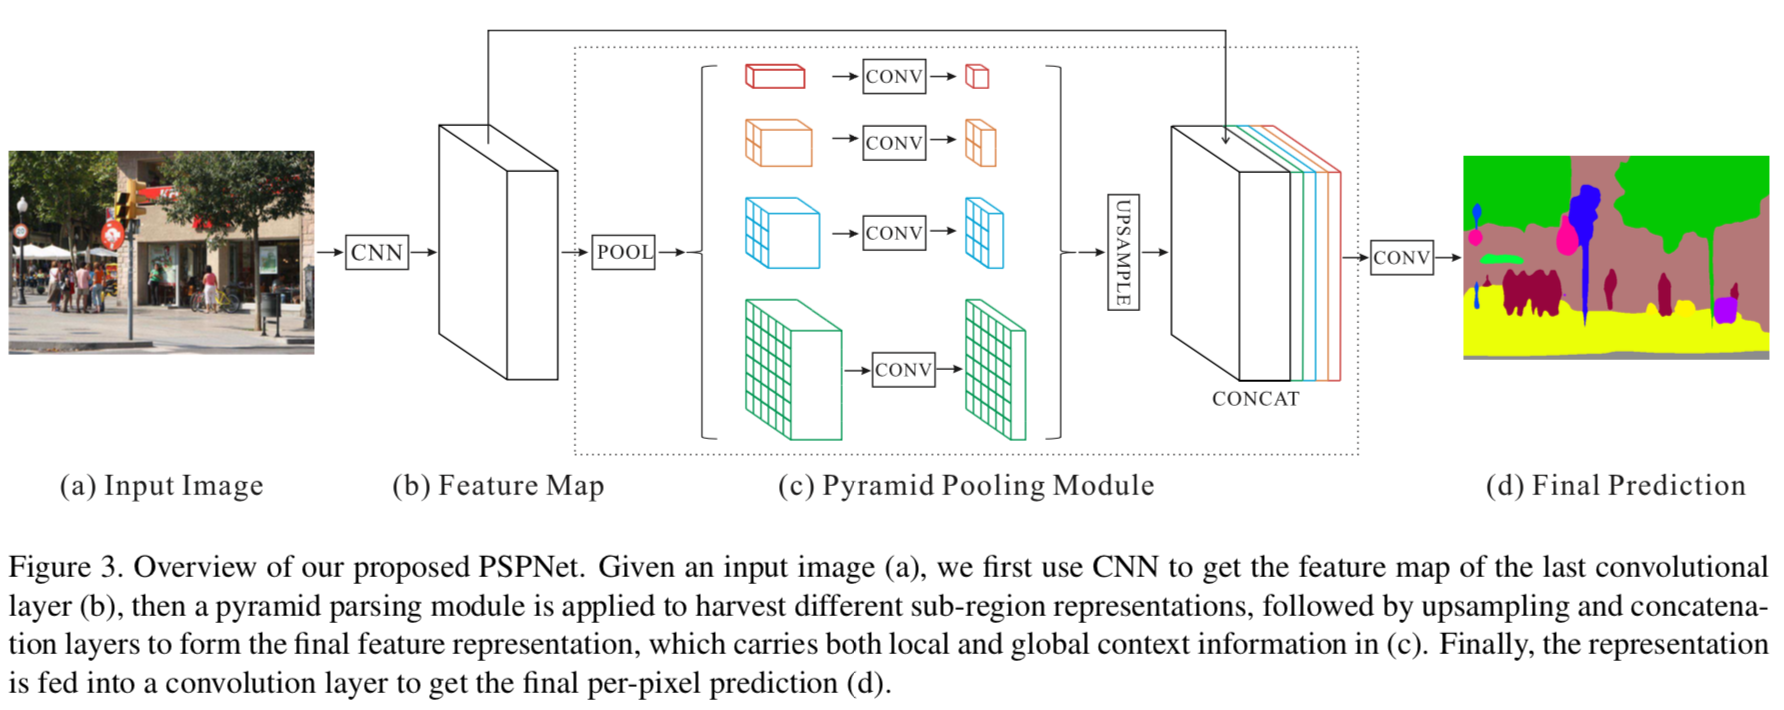 CNN
POOL
CONV
CONV
CONV
CONV
UPSAMPLE
CONCAT
CONV
(a) Input Image
(b) Feature Map
(c) Pyramid Pooling Module
(d) Final Prediction
Figure 3. Overview of our proposed PSPNet. Given an input image (a), we first use CNN to get the feature map of the last convolutional
layer (b), then a pyramid parsing module is applied to harvest different sub-region representations, followed by upsampling and concatena-
tion layers to form the final feature representation, which carries both local and global context information in (c). Finally, the representation
is fed into a convolution layer to get the final per-pixel prediction (d).